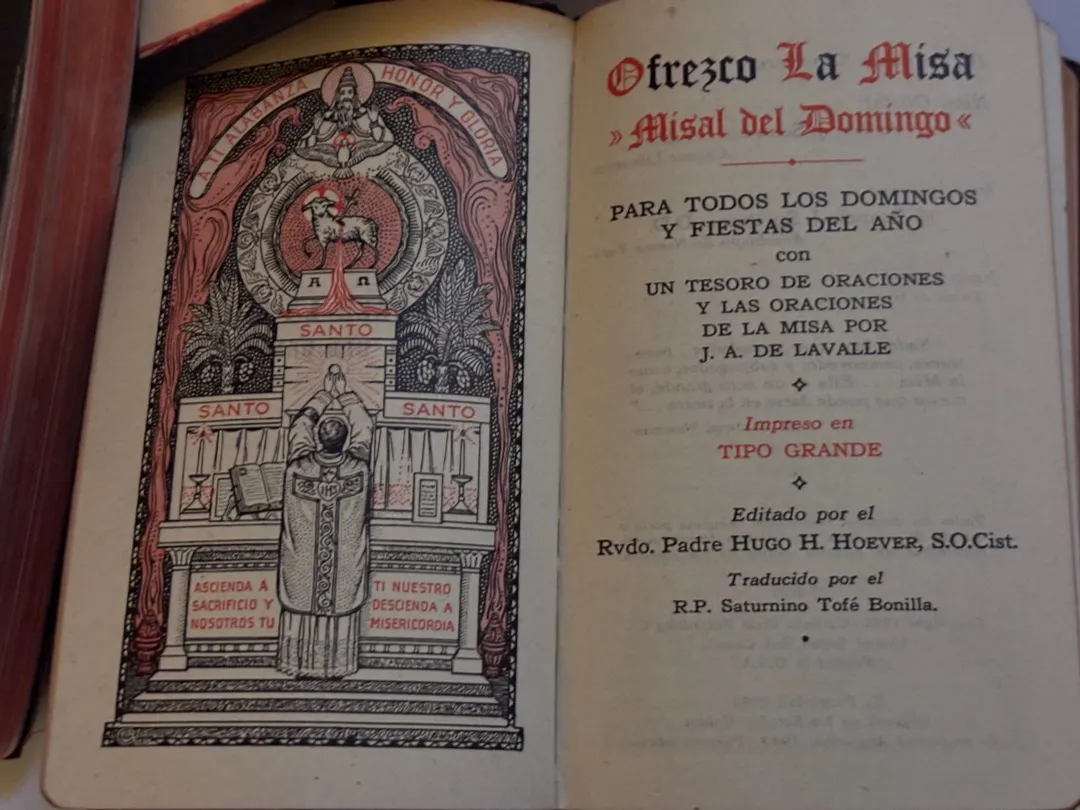 A TI ALABANZA HONOR Y GLORIA
A Ω
SANTO
SANTO SANTO
IHS
ASCIENDA A TI NUESTRO
SACRIFICIO Y DESCIENDA A
NOSOTROS TU MISERICORDIA
Ofrezco La Misa
» Misal del Domingo «
PARA TODOS LOS DOMINGOS
Y FIESTAS DEL AÑO
con
UN TESORO DE ORACIONES
Y LAS ORACIONES
DE LA MISA POR
J. A. DE LAVALLE
Impreso en
TIPO GRANDE
Editado por el
Rvdo. Padre HUGO H. HOEVER, S.O.Cist.
Traducido por el
R.P. Saturnino Tofé Bonilla.